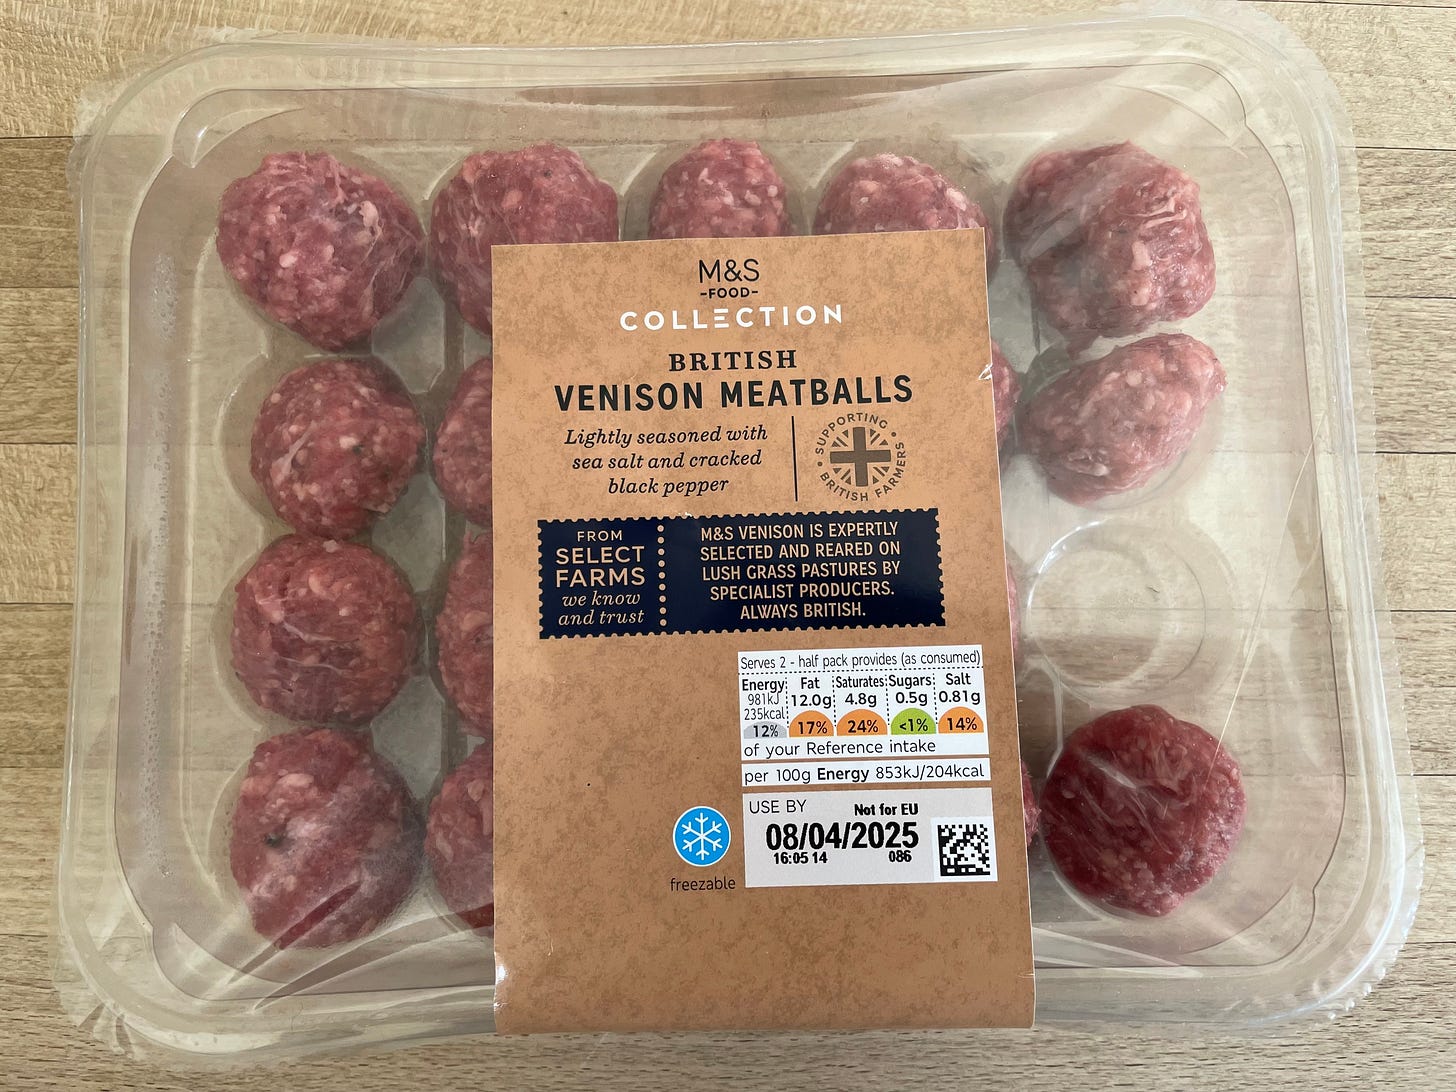 M&S
-FOOD-
COLLECTION
BRITISH
VENISON MEATBALLS
Lightly seasoned with
sea salt and cracked
black pepper
SUPPORTING
BRITISH FARMERS
FROM
SELECT
FARMS
we know
and trust
M&S VENISON IS EXPERTLY
SELECTED AND REARED ON
LUSH GRASS PASTURES BY
SPECIALIST PRODUCERS.
ALWAYS BRITISH.
Serves 2 - half pack provides (as consumed)
Energy Fat Saturates Sugars Salt
981kJ 12.0g 4.8g 0.5g 0.81g
235kcal
12% 17% 24% <1% 14%
of your Reference intake
per 100g Energy 853kJ/204kcal
USE BY Not for EU
08/04/2025
16:05 14 086
freezable